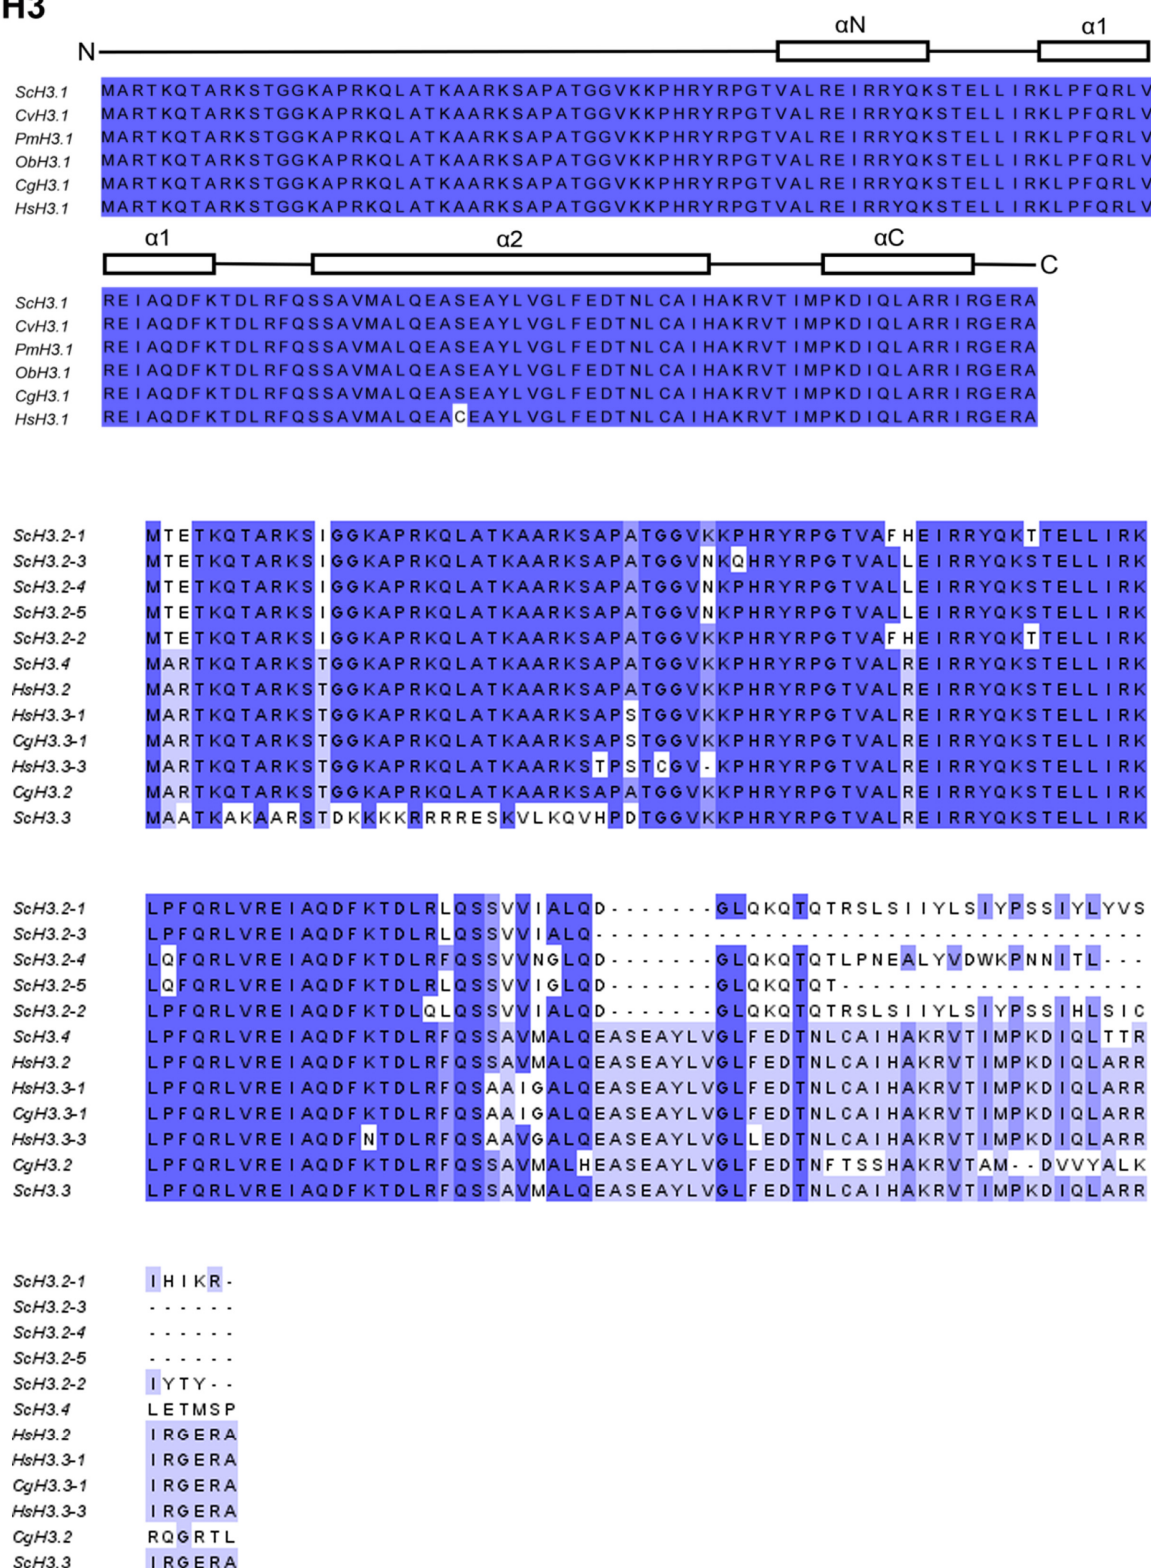 H3
αN α1
N
ScH3.1 MARTKQTARKSTGGKAPRKQLATKAARKSAPATGGVKKPHRYRPGTVALREIRRYQKSTELLIRKLPFQRLV
CvH3.1 MARTKQTARKSTGGKAPRKQLATKAARKSAPATGGVKKPHRYRPGTVALREIRRYQKSTELLIRKLPFQRLV
PmH3.1 MARTKQTARKSTGGKAPRKQLATKAARKSAPATGGVKKPHRYRPGTVALREIRRYQKSTELLIRKLPFQRLV
ObH3.1 MARTKQTARKSTGGKAPRKQLATKAARKSAPATGGVKKPHRYRPGTVALREIRRYQKSTELLIRKLPFQRLV
CgH3.1 MARTKQTARKSTGGKAPRKQLATKAARKSAPATGGVKKPHRYRPGTVALREIRRYQKSTELLIRKLPFQRLV
HsH3.1 MARTKQTARKSTGGKAPRKQLATKAARKSAPATGGVKKPHRYRPGTVALREIRRYQKSTELLIRKLPFQRLV
α1 α2 αC
C
ScH3.1 REIAQDFKTDLRFQSSAVMALQEASEAYLVGLFEDTNLCAIHAKRVTIMPKDIQLARRIRGERA
CvH3.1 REIAQDFKTDLRFQSSAVMALQEASEAYLVGLFEDTNLCAIHAKRVTIMPKDIQLARRIRGERA
PmH3.1 REIAQDFKTDLRFQSSAVMALQEASEAYLVGLFEDTNLCAIHAKRVTIMPKDIQLARRIRGERA
ObH3.1 REIAQDFKTDLRFQSSAVMALQEASEAYLVGLFEDTNLCAIHAKRVTIMPKDIQLARRIRGERA
CgH3.1 REIAQDFKTDLRFQSSAVMALQEASEAYLVGLFEDTNLCAIHAKRVTIMPKDIQLARRIRGERA
HsH3.1 REIAQDFKTDLRFQSSAVMALQEACEAYLVGLFEDTNLCAIHAKRVTIMPKDIQLARRIRGERA
ScH3.2-1 MTETKQTARKSIGGKAPRKQLATKAARKSAPATGGVKKPHRYRPGTVAFHEIRRYQKTTELLIRK
ScH3.2-3 MTETKQTARKSIGGKAPRKQLATKAARKSAPATGGVNKQHRYRPGTVALLEIRRYQKSTELLIRK
ScH3.2-4 MTETKQTARKSIGGKAPRKQLATKAARKSAPATGGVNKPHRYRPGTVALLEIRRYQKSTELLIRK
ScH3.2-5 MTETKQTARKSIGGKAPRKQLATKAARKSAPATGGVNKPHRYRPGTVALLEIRRYQKSTELLIRK
ScH3.2-2 MTETKQTARKSIGGKAPRKQLATKAARKSAPATGGVKKPHRYRPGTVAFHEIRRYQKTTELLIRK
ScH3.4 MARTKQTARKSTGGKAPRKQLATKAARKSAPATGGVKKPHRYRPGTVALREIRRYQKSTELLIRK
HsH3.2 MARTKQTARKSTGGKAPRKQLATKAARKSAPATGGVKKPHRYRPGTVALREIRRYQKSTELLIRK
HsH3.3-1 MARTKQTARKSTGGKAPRKQLATKAARKSAPSTGGVKKPHRYRPGTVALREIRRYQKSTELLIRK
CgH3.3-1 MARTKQTARKSTGGKAPRKQLATKAARKSAPSTGGVKKPHRYRPGTVALREIRRYQKSTELLIRK
HsH3.3-3 MARTKQTARKSTGGKAPRKQLATKAARKSTPSTCGV-KPHRYRPGTVALREIRRYQKSTELLIRK
CgH3.2 MARTKQTARKSTGGKAPRKQLATKAARKSAPATGGVKKPHRYRPGTVALREIRRYQKSTELLIRK
ScH3.3 MAATKAKAARSTDKKKKRRRRESKVLKQVHPDTGGVKKPHRYRPGTVALREIRRYQKSTELLIRK
ScH3.2-1 LPFQRLVREIAQDFKTDLRLQSSVVIALQD-------GLQKQTQTRSLSIIYLSIYPSSIYLYVS
ScH3.2-3 LPFQRLVREIAQDFKTDLRLQSSVVIALQ------------------------------------
ScH3.2-4 LQFQRLVREIAQDFKTDLRFQSSVVNGLQD-------GLQKQTQTLPNEALYVDWKPNNITL---
ScH3.2-5 LQFQRLVREIAQDFKTDLRLQSSVVIGLQD-------GLQKQTQT--------------------
ScH3.2-2 LPFQRLVREIAQDFKTDLQLQSSVVIALQD-------GLQKQTQTRSLSIIYLSIYPSSIHLSIC
ScH3.4 LPFQRLVREIAQDFKTDLRFQSSAVMALQEASEAYLVGLFEDTNLCAIHAKRVTIMPKDIQLTTR
HsH3.2 LPFQRLVREIAQDFKTDLRFQSSAVMALQEASEAYLVGLFEDTNLCAIHAKRVTIMPKDIQLARR
HsH3.3-1 LPFQRLVREIAQDFKTDLRFQSAAIGALQEASEAYLVGLFEDTNLCAIHAKRVTIMPKDIQLARR
CgH3.3-1 LPFQRLVREIAQDFKTDLRFQSAAIGALQEASEAYLVGLFEDTNLCAIHAKRVTIMPKDIQLARR
HsH3.3-3 LPFQRLVREIAQDFNTDLRFQSAAVGALQEASEAYLVGLLEDTNLCAIHAKRVTIMPKDIQLARR
CgH3.2 LPFQRLVREIAQDFKTDLRFQSSAVMALHEASEAYLVGLFEDTNFTSSHAKRVTAM--DVVYALK
ScH3.3 LPFQRLVREIAQDFKTDLRFQSSAVMALQEASEAYLVGLFEDTNLCAIHAKRVTIMPKDIQLARR
ScH3.2-1 IHIKR-
ScH3.2-3 ------
ScH3.2-4 ------
ScH3.2-5 ------
ScH3.2-2 IYTY--
ScH3.4 LETMSP
HsH3.2 IRGERA
HsH3.3-1 IRGERA
CgH3.3-1 IRGERA
HsH3.3-3 IRGERA
CgH3.2 RQGRTL
ScH3.3 IRGERA